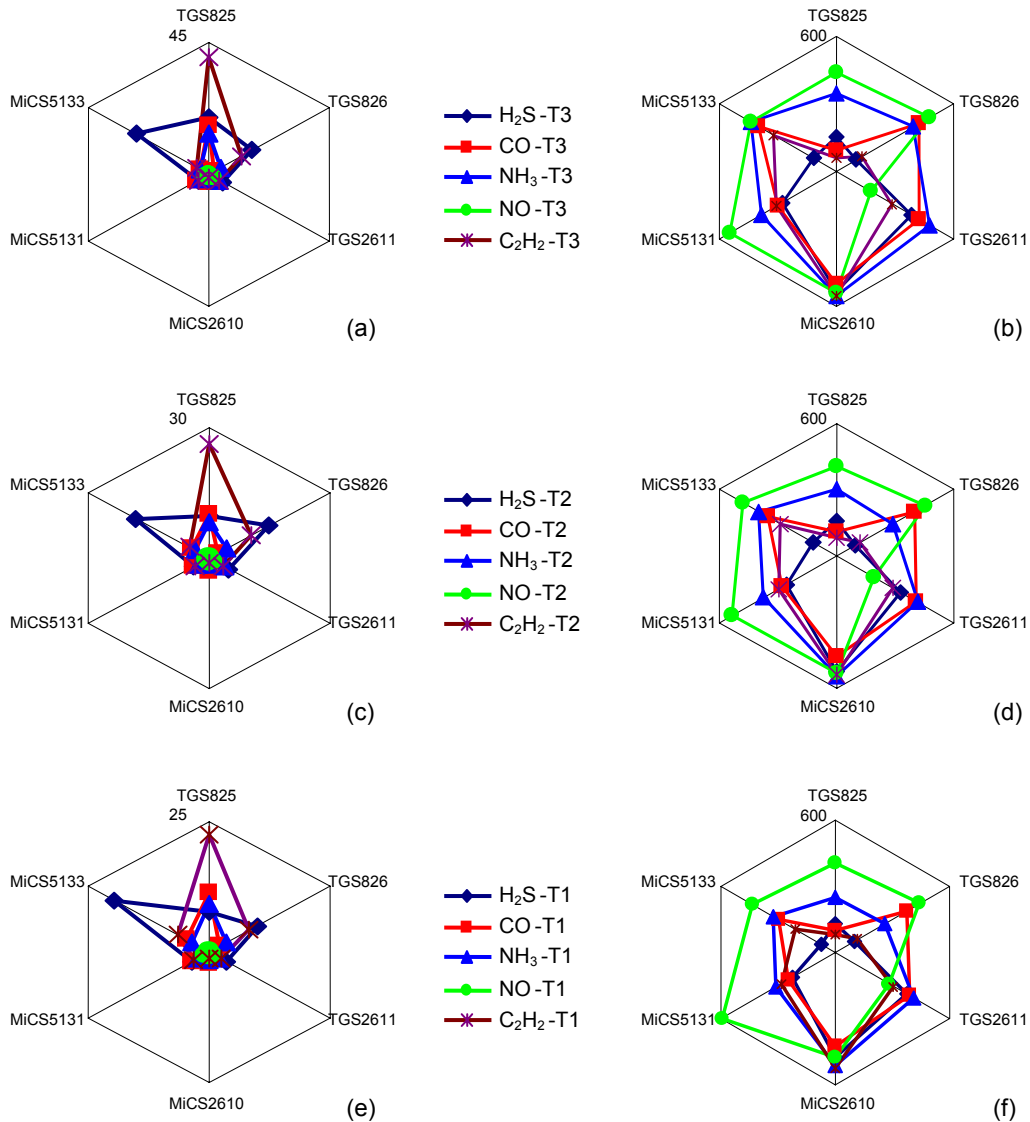 TGS825
45
TGS826
TGS2611
MiCS2610
MiCS5131
MiCS5133
(a)
H₂S -T3
CO -T3
NH₃ -T3
NO -T3
C₂H₂ -T3
TGS825
600
TGS826
TGS2611
MiCS2610
MiCS5131
MiCS5133
(b)
TGS825
30
TGS826
TGS2611
MiCS2610
MiCS5131
MiCS5133
(c)
H₂S -T2
CO -T2
NH₃ -T2
NO -T2
C₂H₂ -T2
TGS825
600
TGS826
TGS2611
MiCS2610
MiCS5131
MiCS5133
(d)
TGS825
25
TGS826
TGS2611
MiCS2610
MiCS5131
MiCS5133
(e)
H₂S -T1
CO -T1
NH₃ -T1
NO -T1
C₂H₂ -T1
TGS825
600
TGS826
TGS2611
MiCS2610
MiCS5131
MiCS5133
(f)